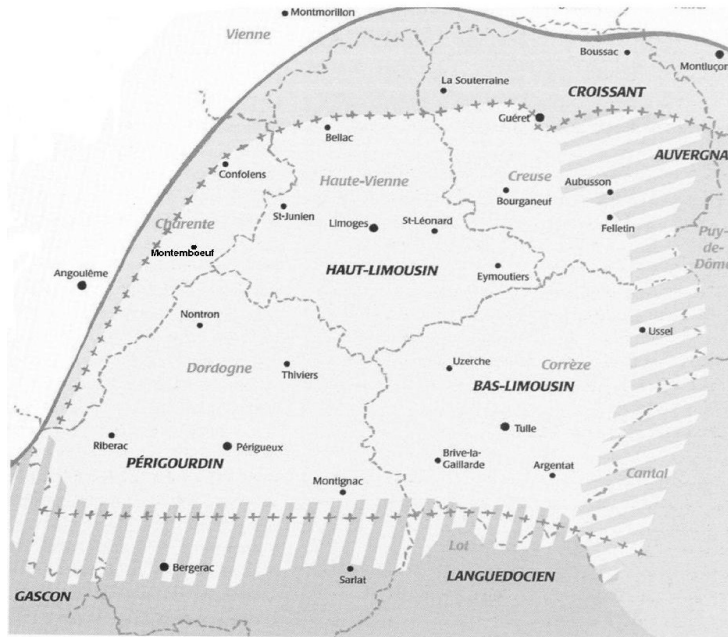 Montmorillon
Vienne
Boussac
Montluçon
La Souterraine
CROISSANT
Guéret
Bellac
AUVERGNA
Confolens
Haute-Vienne
Creuse
Aubusson
Bourganeuf
St-Junien
Charente
Limoges
St-Léonard
Felletin
Puy-
de-
Dôme
Montemboeuf
Angoulême
HAUT-LIMOUSIN
Eymoutiers
Nontron
Ussel
Dordogne
Thiviers
Uzerche
Corrèze
BAS-LIMOUSIN
Tulle
Riberac
Périgueux
PÉRIGOURDIN
Brive-la-
Gaillarde
Argentat
Cantal
Montignac
Lot
Bergerac
Sarlat
LANGUEDOCIEN
GASCON